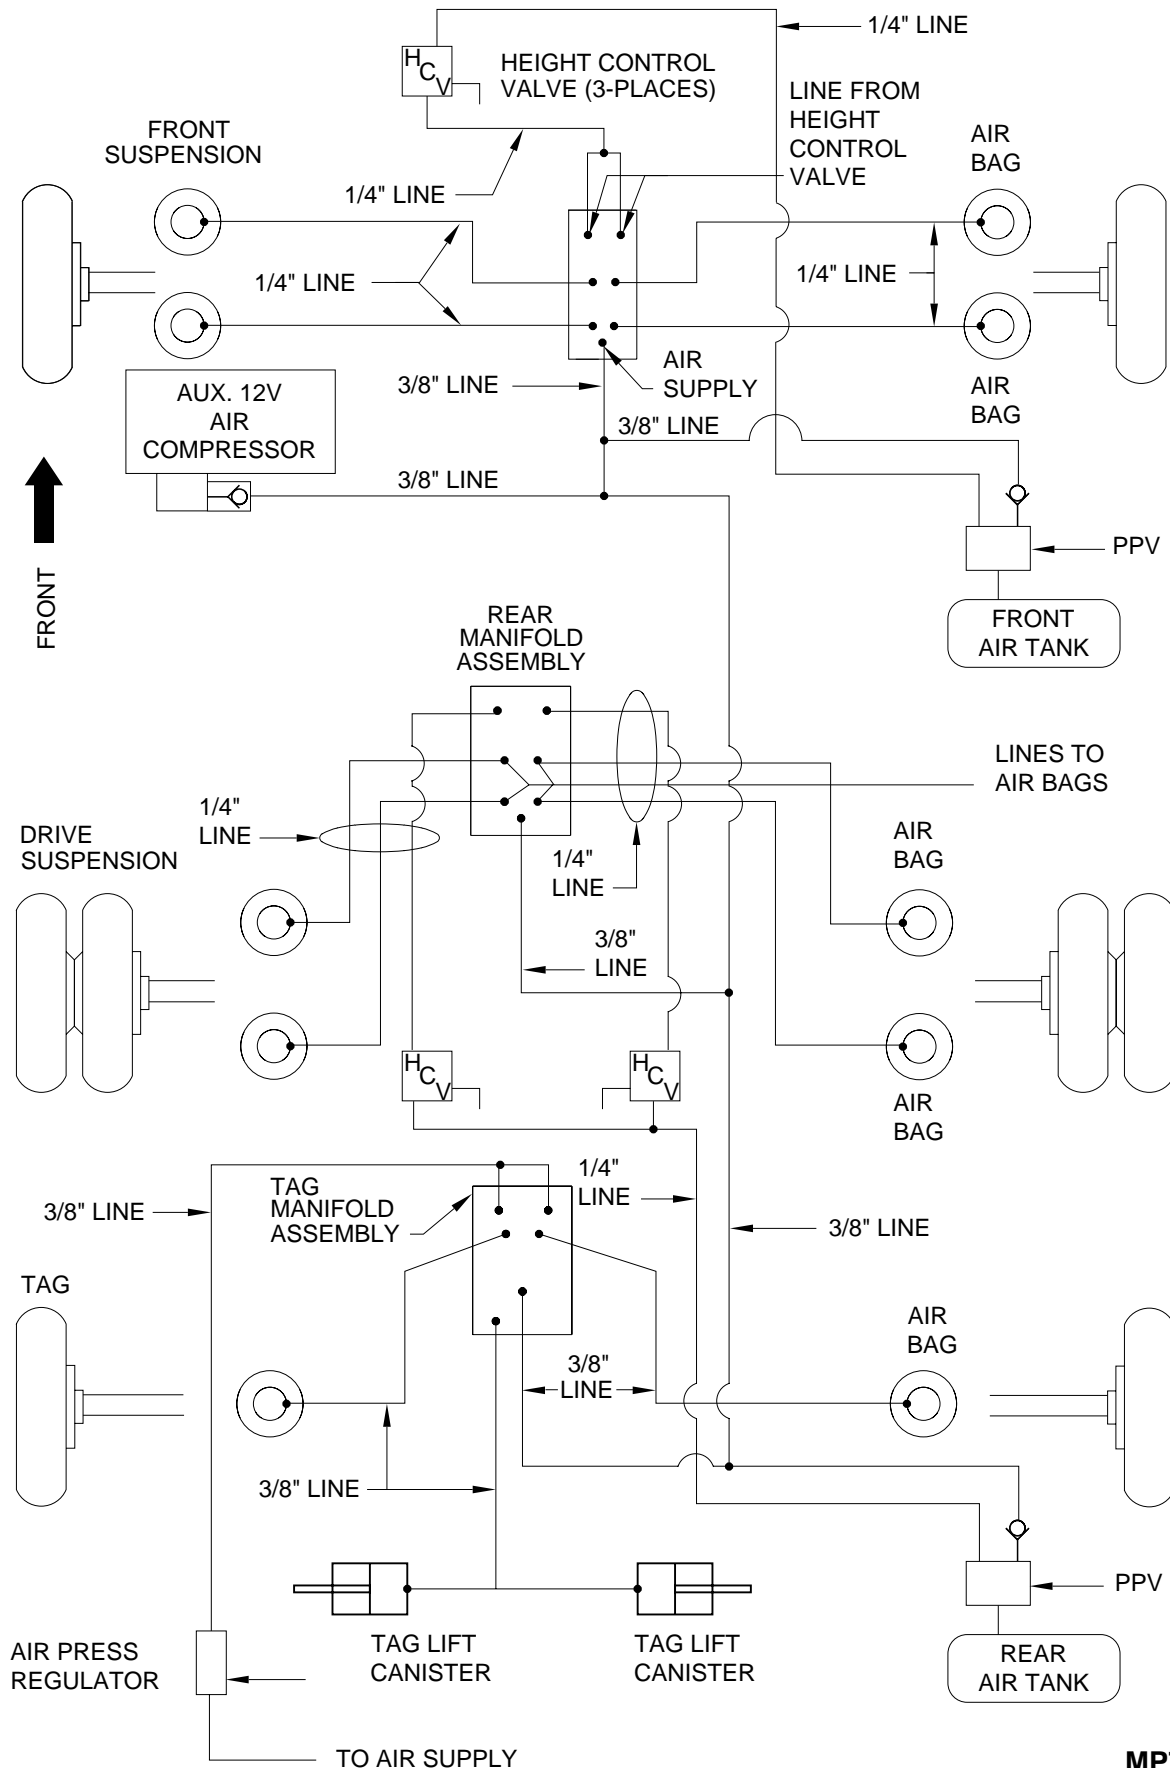 1/4" LINE
HCV
HEIGHT CONTROL
VALVE (3-PLACES)
LINE FROM
HEIGHT
CONTROL
VALVE
FRONT
SUSPENSION
AIR
BAG
1/4" LINE
1/4" LINE
1/4" LINE
AIR
SUPPLY
3/8" LINE
AIR
BAG
AUX. 12V
AIR
COMPRESSOR
3/8" LINE
3/8" LINE
FRONT
PPV
FRONT
AIR TANK
REAR
MANIFOLD
ASSEMBLY
LINES TO
AIR BAGS
1/4"
LINE
DRIVE
SUSPENSION
1/4"
LINE
AIR
BAG
3/8"
LINE
HCV
HCV
AIR
BAG
1/4"
LINE
TAG
MANIFOLD
ASSEMBLY
3/8" LINE
3/8" LINE
TAG
AIR
BAG
3/8"
LINE
3/8" LINE
PPV
TAG LIFT
CANISTER
TAG LIFT
CANISTER
AIR PRESS
REGULATOR
REAR
AIR TANK
TO AIR SUPPLY